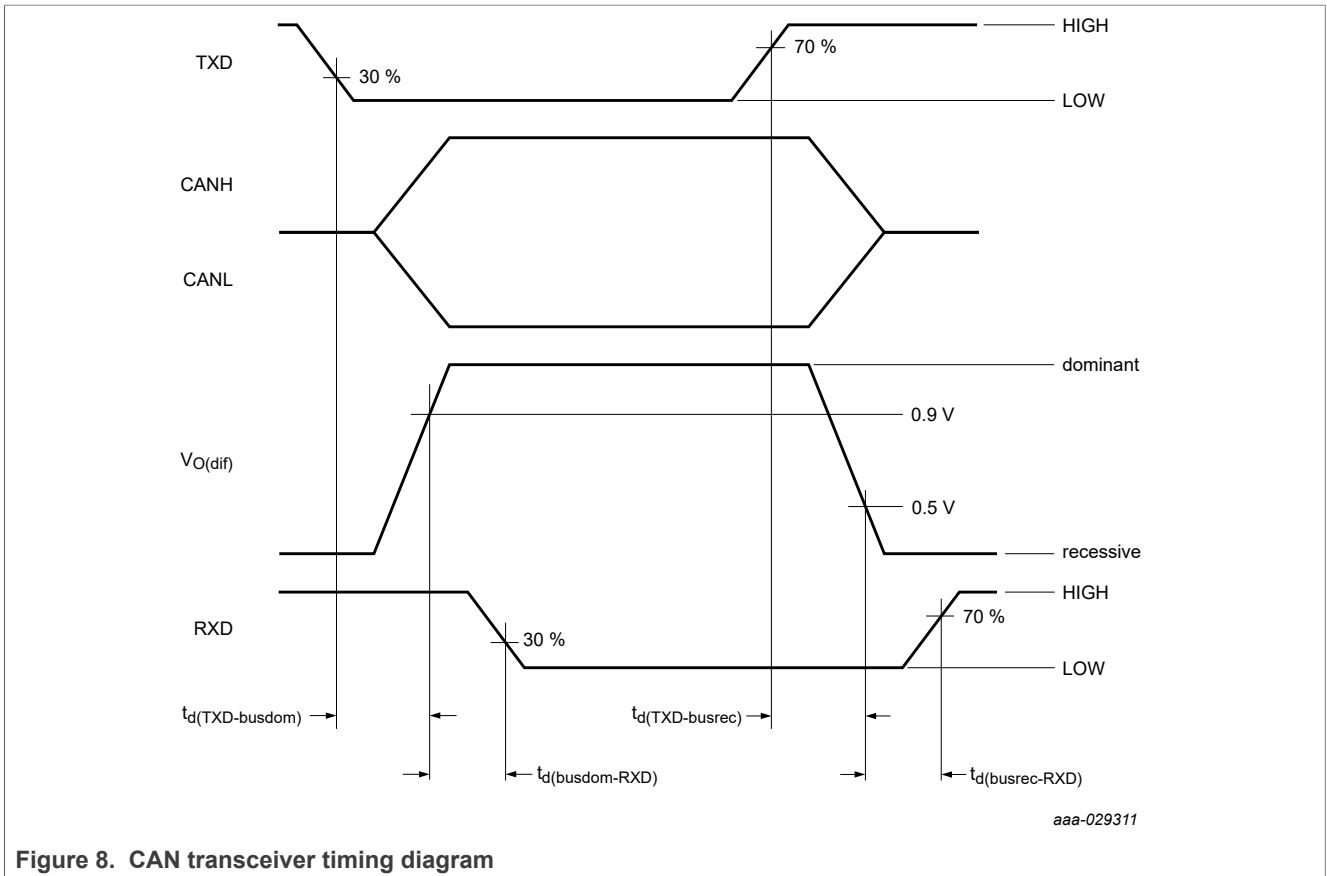 HIGH
TXD
70 %
30 %
LOW
CANH
CANL
dominant
0.9 V
VO(dif)
0.5 V
recessive
HIGH
RXD
70 %
30 %
LOW
td(TXD-busdom)
td(TXD-busrec)
td(busdom-RXD)
td(busrec-RXD)
aaa-029311
Figure 8. CAN transceiver timing diagram